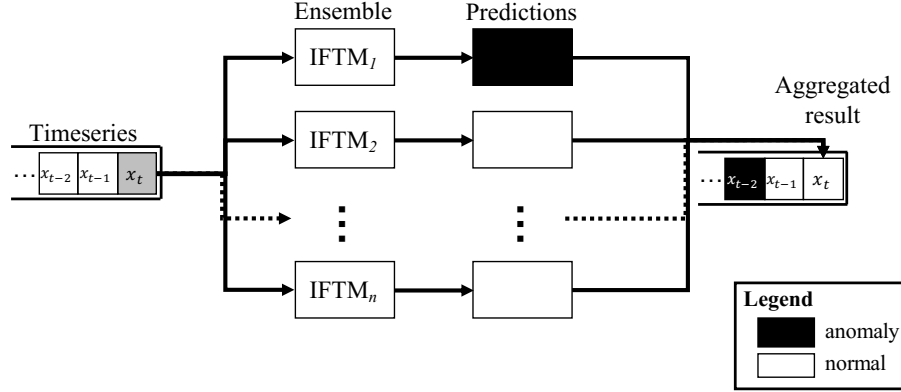 Ensemble
Predictions
IFTM₁
Aggregated
result
Timeseries
IFTM₂
⋯ xₜ₋₂ xₜ₋₁ xₜ
⋯ xₜ₋₂ xₜ₋₁ xₜ
⋮ ⋮
IFTMₙ
Legend
anomaly
normal